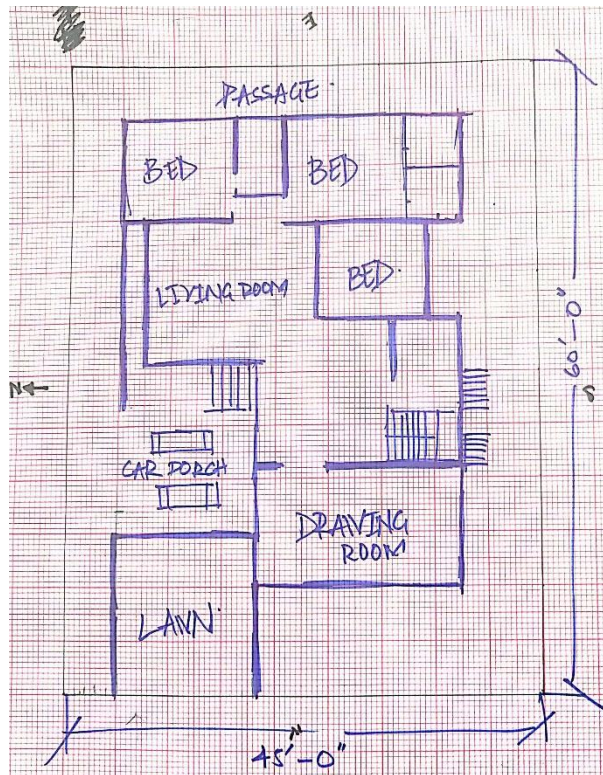 PASSAGE.
BED
BED
LIVING ROOM
BED.
60'-0"
N←
S
CAR PORCH
DRAWING
ROOM
LAWN.
45'-0"